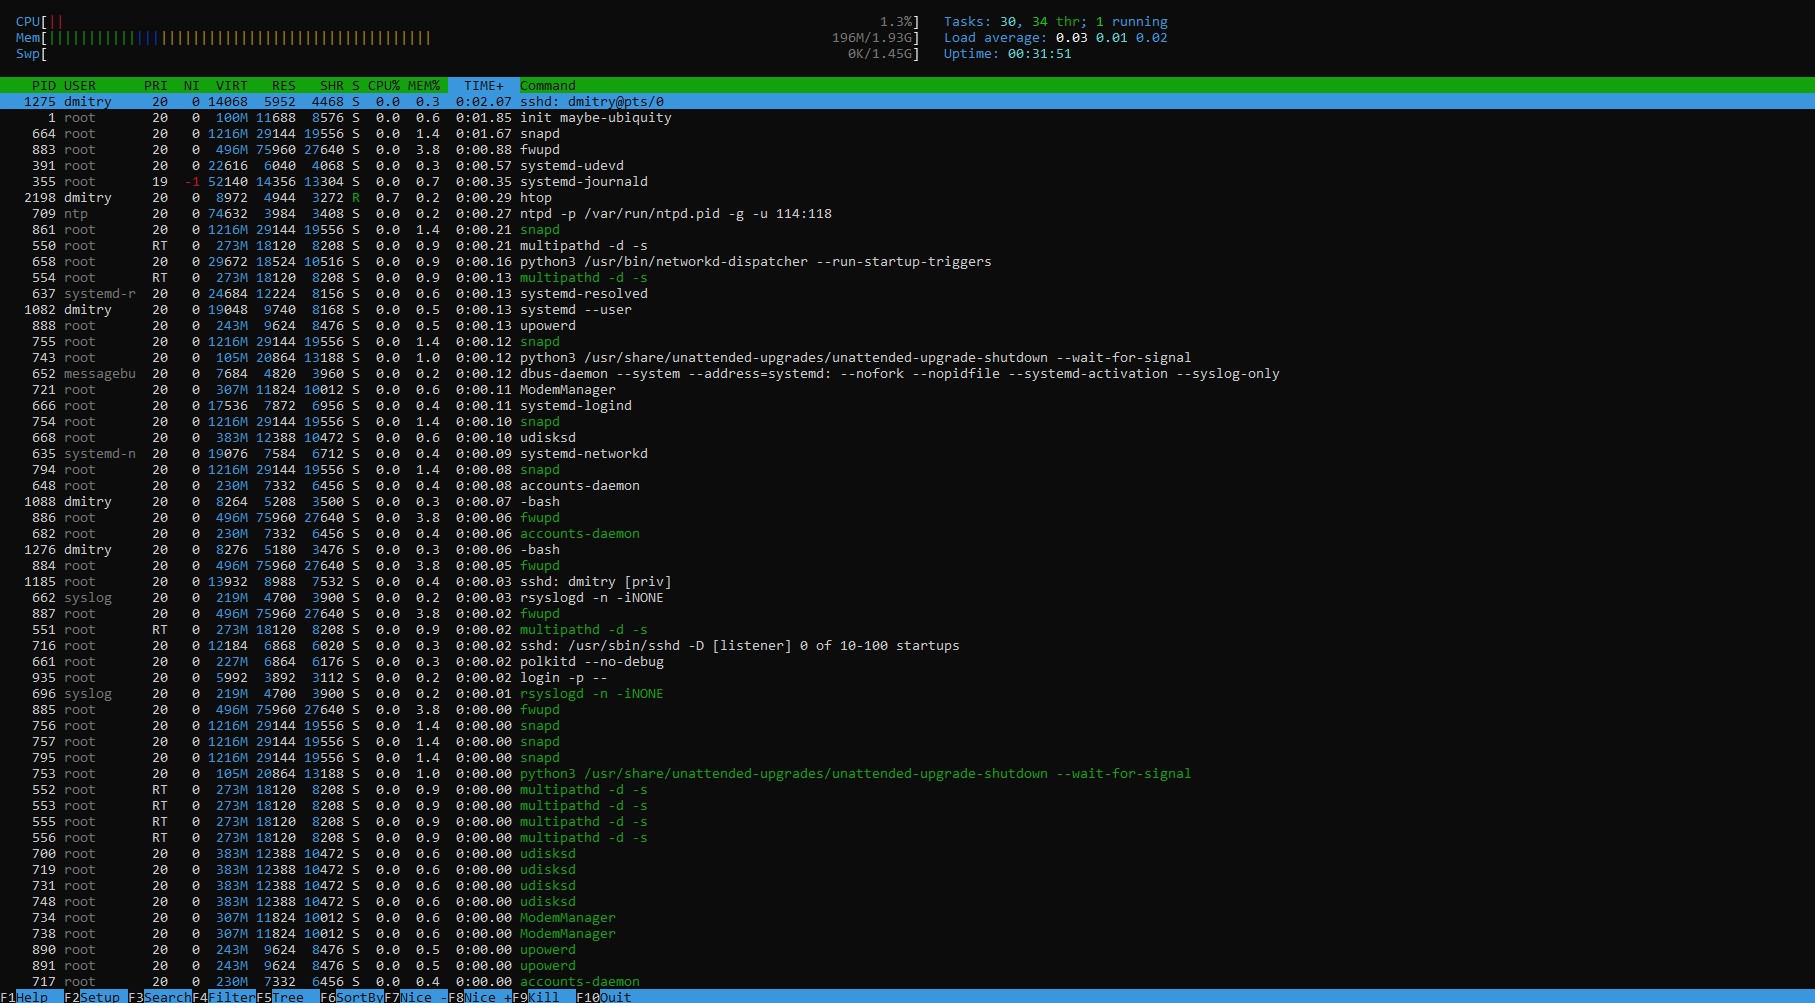 CPU[|| 1.3%] Tasks: 30, 34 thr; 1 running
Mem[|||||||||||||||||||||||||||||||||||||||||||||||| 196M/1.93G] Load average: 0.03 0.01 0.02
Swp[ 0K/1.45G] Uptime: 00:31:51
PID USER PRI NI VIRT RES SHR S CPU% MEM% TIME+ Command
1275 dmitry 20 0 14068 5952 4468 S 0.0 0.3 0:02.07 sshd: dmitry@pts/0
1 root 20 0 100M 11688 8576 S 0.0 0.6 0:01.85 init maybe-ubiquity
664 root 20 0 1216M 29144 19556 S 0.0 1.4 0:01.67 snapd
883 root 20 0 496M 75960 27640 S 0.0 3.8 0:00.88 fwupd
391 root 20 0 22616 6040 4068 S 0.0 0.3 0:00.57 systemd-udevd
355 root 19 -1 52140 14356 13304 S 0.0 0.7 0:00.35 systemd-journald
2198 dmitry 20 0 8972 4944 3272 R 0.7 0.2 0:00.29 htop
709 ntp 20 0 74632 3984 3408 S 0.0 0.2 0:00.27 ntpd -p /var/run/ntpd.pid -g -u 114:118
861 root 20 0 1216M 29144 19556 S 0.0 1.4 0:00.21 snapd
550 root RT 0 273M 18120 8208 S 0.0 0.9 0:00.21 multipathd -d -s
658 root 20 0 29672 18524 10516 S 0.0 0.9 0:00.16 python3 /usr/bin/networkd-dispatcher --run-startup-triggers
554 root RT 0 273M 18120 8208 S 0.0 0.9 0:00.13 multipathd -d -s
637 systemd-r 20 0 24684 12224 8156 S 0.0 0.6 0:00.13 systemd-resolved
1082 dmitry 20 0 19048 9740 8168 S 0.0 0.5 0:00.13 systemd --user
888 root 20 0 243M 9624 8476 S 0.0 0.5 0:00.13 upowerd
755 root 20 0 1216M 29144 19556 S 0.0 1.4 0:00.12 snapd
743 root 20 0 105M 20864 13188 S 0.0 1.0 0:00.12 python3 /usr/share/unattended-upgrades/unattended-upgrade-shutdown --wait-for-signal
652 messagebu 20 0 7684 4820 3960 S 0.0 0.2 0:00.12 dbus-daemon --system --address=systemd: --nofork --nopidfile --systemd-activation --syslog-only
721 root 20 0 307M 11824 10012 S 0.0 0.6 0:00.11 ModemManager
666 root 20 0 17536 7872 6956 S 0.0 0.4 0:00.11 systemd-logind
754 root 20 0 1216M 29144 19556 S 0.0 1.4 0:00.10 snapd
668 root 20 0 383M 12388 10472 S 0.0 0.6 0:00.10 udisksd
635 systemd-n 20 0 19076 7584 6712 S 0.0 0.4 0:00.09 systemd-networkd
794 root 20 0 1216M 29144 19556 S 0.0 1.4 0:00.08 snapd
648 root 20 0 230M 7332 6456 S 0.0 0.4 0:00.08 accounts-daemon
1088 dmitry 20 0 8264 5208 3500 S 0.0 0.3 0:00.07 -bash
886 root 20 0 496M 75960 27640 S 0.0 3.8 0:00.06 fwupd
682 root 20 0 230M 7332 6456 S 0.0 0.4 0:00.06 accounts-daemon
1276 dmitry 20 0 8276 5180 3476 S 0.0 0.3 0:00.06 -bash
884 root 20 0 496M 75960 27640 S 0.0 3.8 0:00.05 fwupd
1185 root 20 0 13932 8988 7532 S 0.0 0.4 0:00.03 sshd: dmitry [priv]
662 syslog 20 0 219M 4700 3900 S 0.0 0.2 0:00.03 rsyslogd -n -iNONE
887 root 20 0 496M 75960 27640 S 0.0 3.8 0:00.02 fwupd
551 root RT 0 273M 18120 8208 S 0.0 0.9 0:00.02 multipathd -d -s
716 root 20 0 12184 6868 6020 S 0.0 0.3 0:00.02 sshd: /usr/sbin/sshd -D [listener] 0 of 10-100 startups
661 root 20 0 227M 6864 6176 S 0.0 0.3 0:00.02 polkitd --no-debug
935 root 20 0 5992 3892 3112 S 0.0 0.2 0:00.02 login -p --
696 syslog 20 0 219M 4700 3900 S 0.0 0.2 0:00.01 rsyslogd -n -iNONE
885 root 20 0 496M 75960 27640 S 0.0 3.8 0:00.00 fwupd
756 root 20 0 1216M 29144 19556 S 0.0 1.4 0:00.00 snapd
757 root 20 0 1216M 29144 19556 S 0.0 1.4 0:00.00 snapd
795 root 20 0 1216M 29144 19556 S 0.0 1.4 0:00.00 snapd
753 root 20 0 105M 20864 13188 S 0.0 1.0 0:00.00 python3 /usr/share/unattended-upgrades/unattended-upgrade-shutdown --wait-for-signal
552 root RT 0 273M 18120 8208 S 0.0 0.9 0:00.00 multipathd -d -s
553 root RT 0 273M 18120 8208 S 0.0 0.9 0:00.00 multipathd -d -s
555 root RT 0 273M 18120 8208 S 0.0 0.9 0:00.00 multipathd -d -s
556 root RT 0 273M 18120 8208 S 0.0 0.9 0:00.00 multipathd -d -s
700 root 20 0 383M 12388 10472 S 0.0 0.6 0:00.00 udisksd
719 root 20 0 383M 12388 10472 S 0.0 0.6 0:00.00 udisksd
731 root 20 0 383M 12388 10472 S 0.0 0.6 0:00.00 udisksd
748 root 20 0 383M 12388 10472 S 0.0 0.6 0:00.00 udisksd
734 root 20 0 307M 11824 10012 S 0.0 0.6 0:00.00 ModemManager
738 root 20 0 307M 11824 10012 S 0.0 0.6 0:00.00 ModemManager
890 root 20 0 243M 9624 8476 S 0.0 0.5 0:00.00 upowerd
891 root 20 0 243M 9624 8476 S 0.0 0.5 0:00.00 upowerd
717 root 20 0 230M 7332 6456 S 0.0 0.4 0:00.00 accounts-daemon
F1Help F2Setup F3SearchF4FilterF5Tree F6SortByF7Nice -F8Nice +F9Kill F10Quit